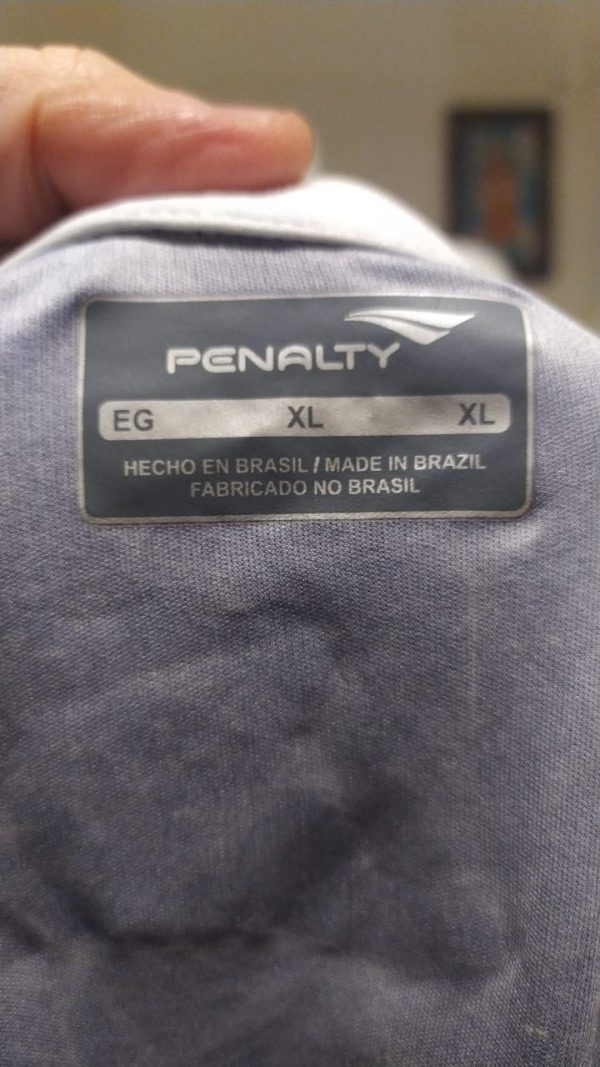 PENALTY
EG XL XL
HECHO EN BRASIL / MADE IN BRAZIL
FABRICADO NO BRASIL